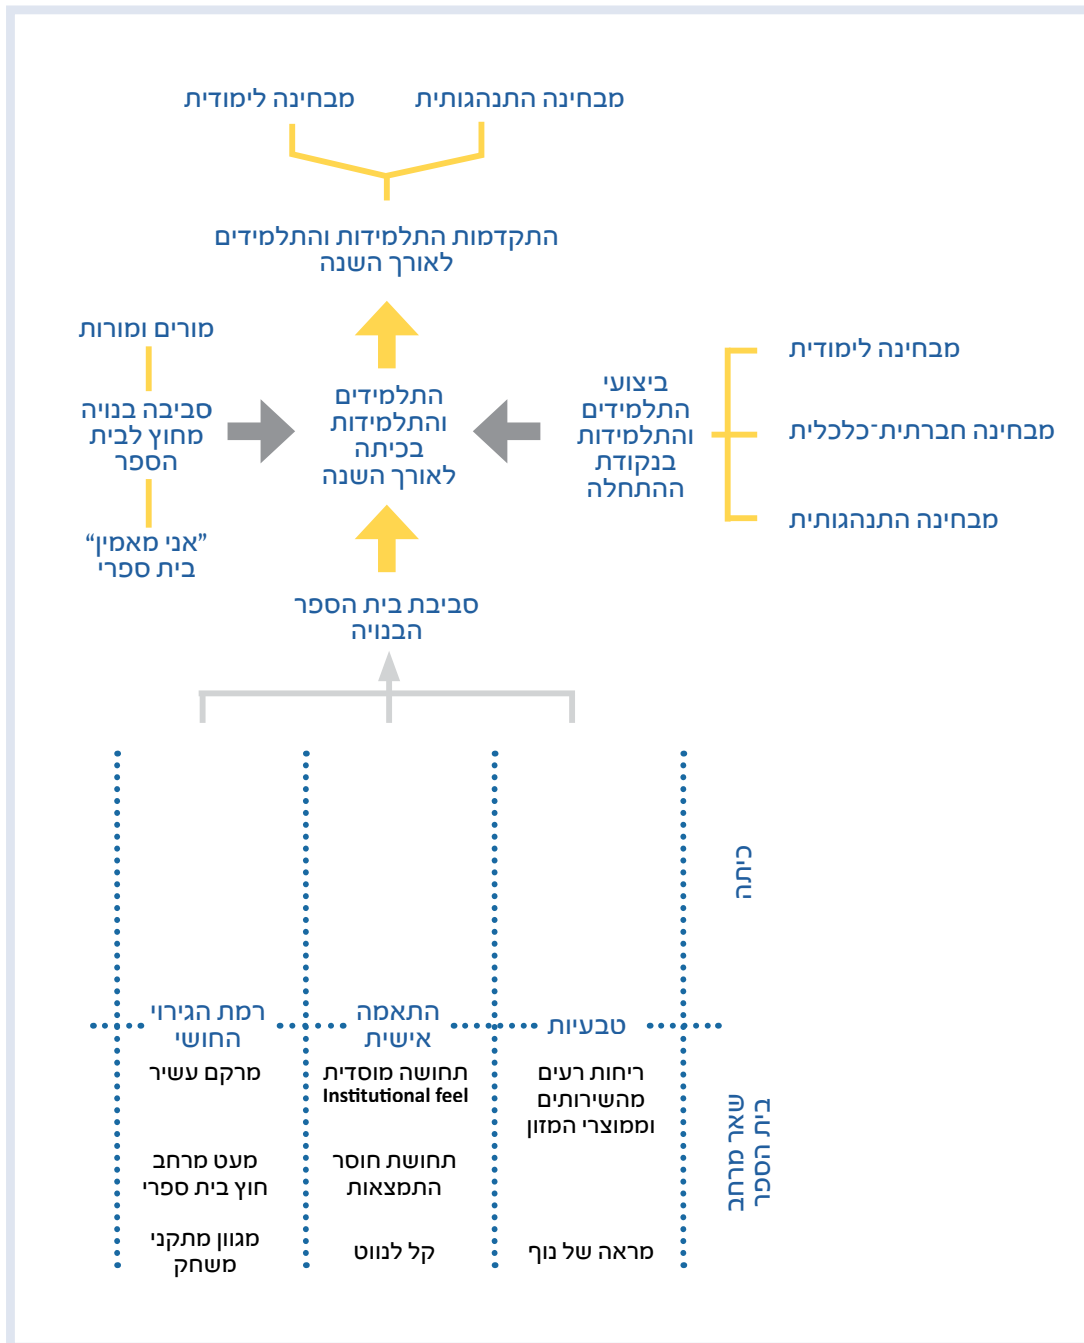 מבחינה התנהגותית
מבחינה לימודית
התקדמות התלמידות והתלמידים
לאורך השנה
מבחינה לימודית
מבחינה חברתית־כלכלית
מבחינה התנהגותית
ביצועי
התלמידים
והתלמידות
בנקודת
ההתחלה
התלמידים
והתלמידות
בכיתה
לאורך השנה
מורים ומורות
סביבה בנויה
מחוץ לבית
הספר
"אני מאמין"
בית ספרי
סביבת בית הספר
הבנויה
כיתה
טבעיות
התאמה
אישית
רמת הגירוי
החושי
שאר מרחב
בית הספר
ריחות רעים
מהשירותים
וממוצרי המזון
תחושה מוסדית
Institutional feel
מרקם עשיר
תחושת חוסר
התמצאות
מעט מרחב
חוץ בית ספרי
מראה של נוף
קל לנווט
מגוון מתקני
משחק